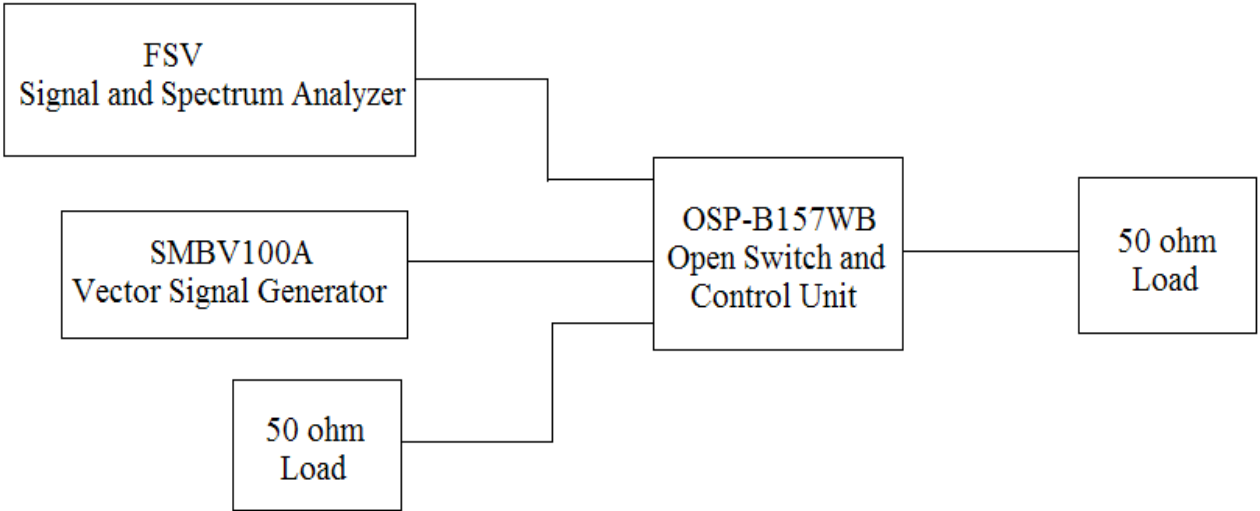 FSV
Signal and Spectrum Analyzer
SMBV100A
Vector Signal Generator
50 ohm
Load
OSP-B157WB
Open Switch and
Control Unit
50 ohm
Load